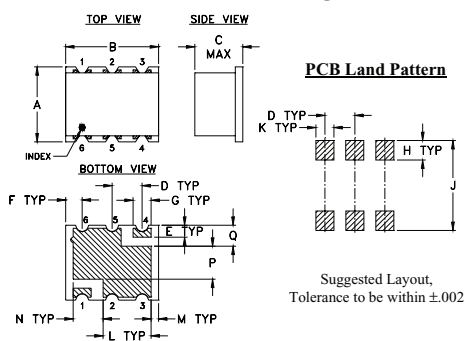 TOP VIEW
SIDE VIEW
B
C
MAX
1
2
3
A
INDEX
6
5
4
PCB Land Pattern
D TYP
K TYP
H TYP
J
BOTTOM VIEW
D TYP
F TYP
G TYP
6
5
4
E TYP
Q
P
N TYP
1
2
3
M TYP
L TYP
Suggested Layout,
Tolerance to be within ±.002